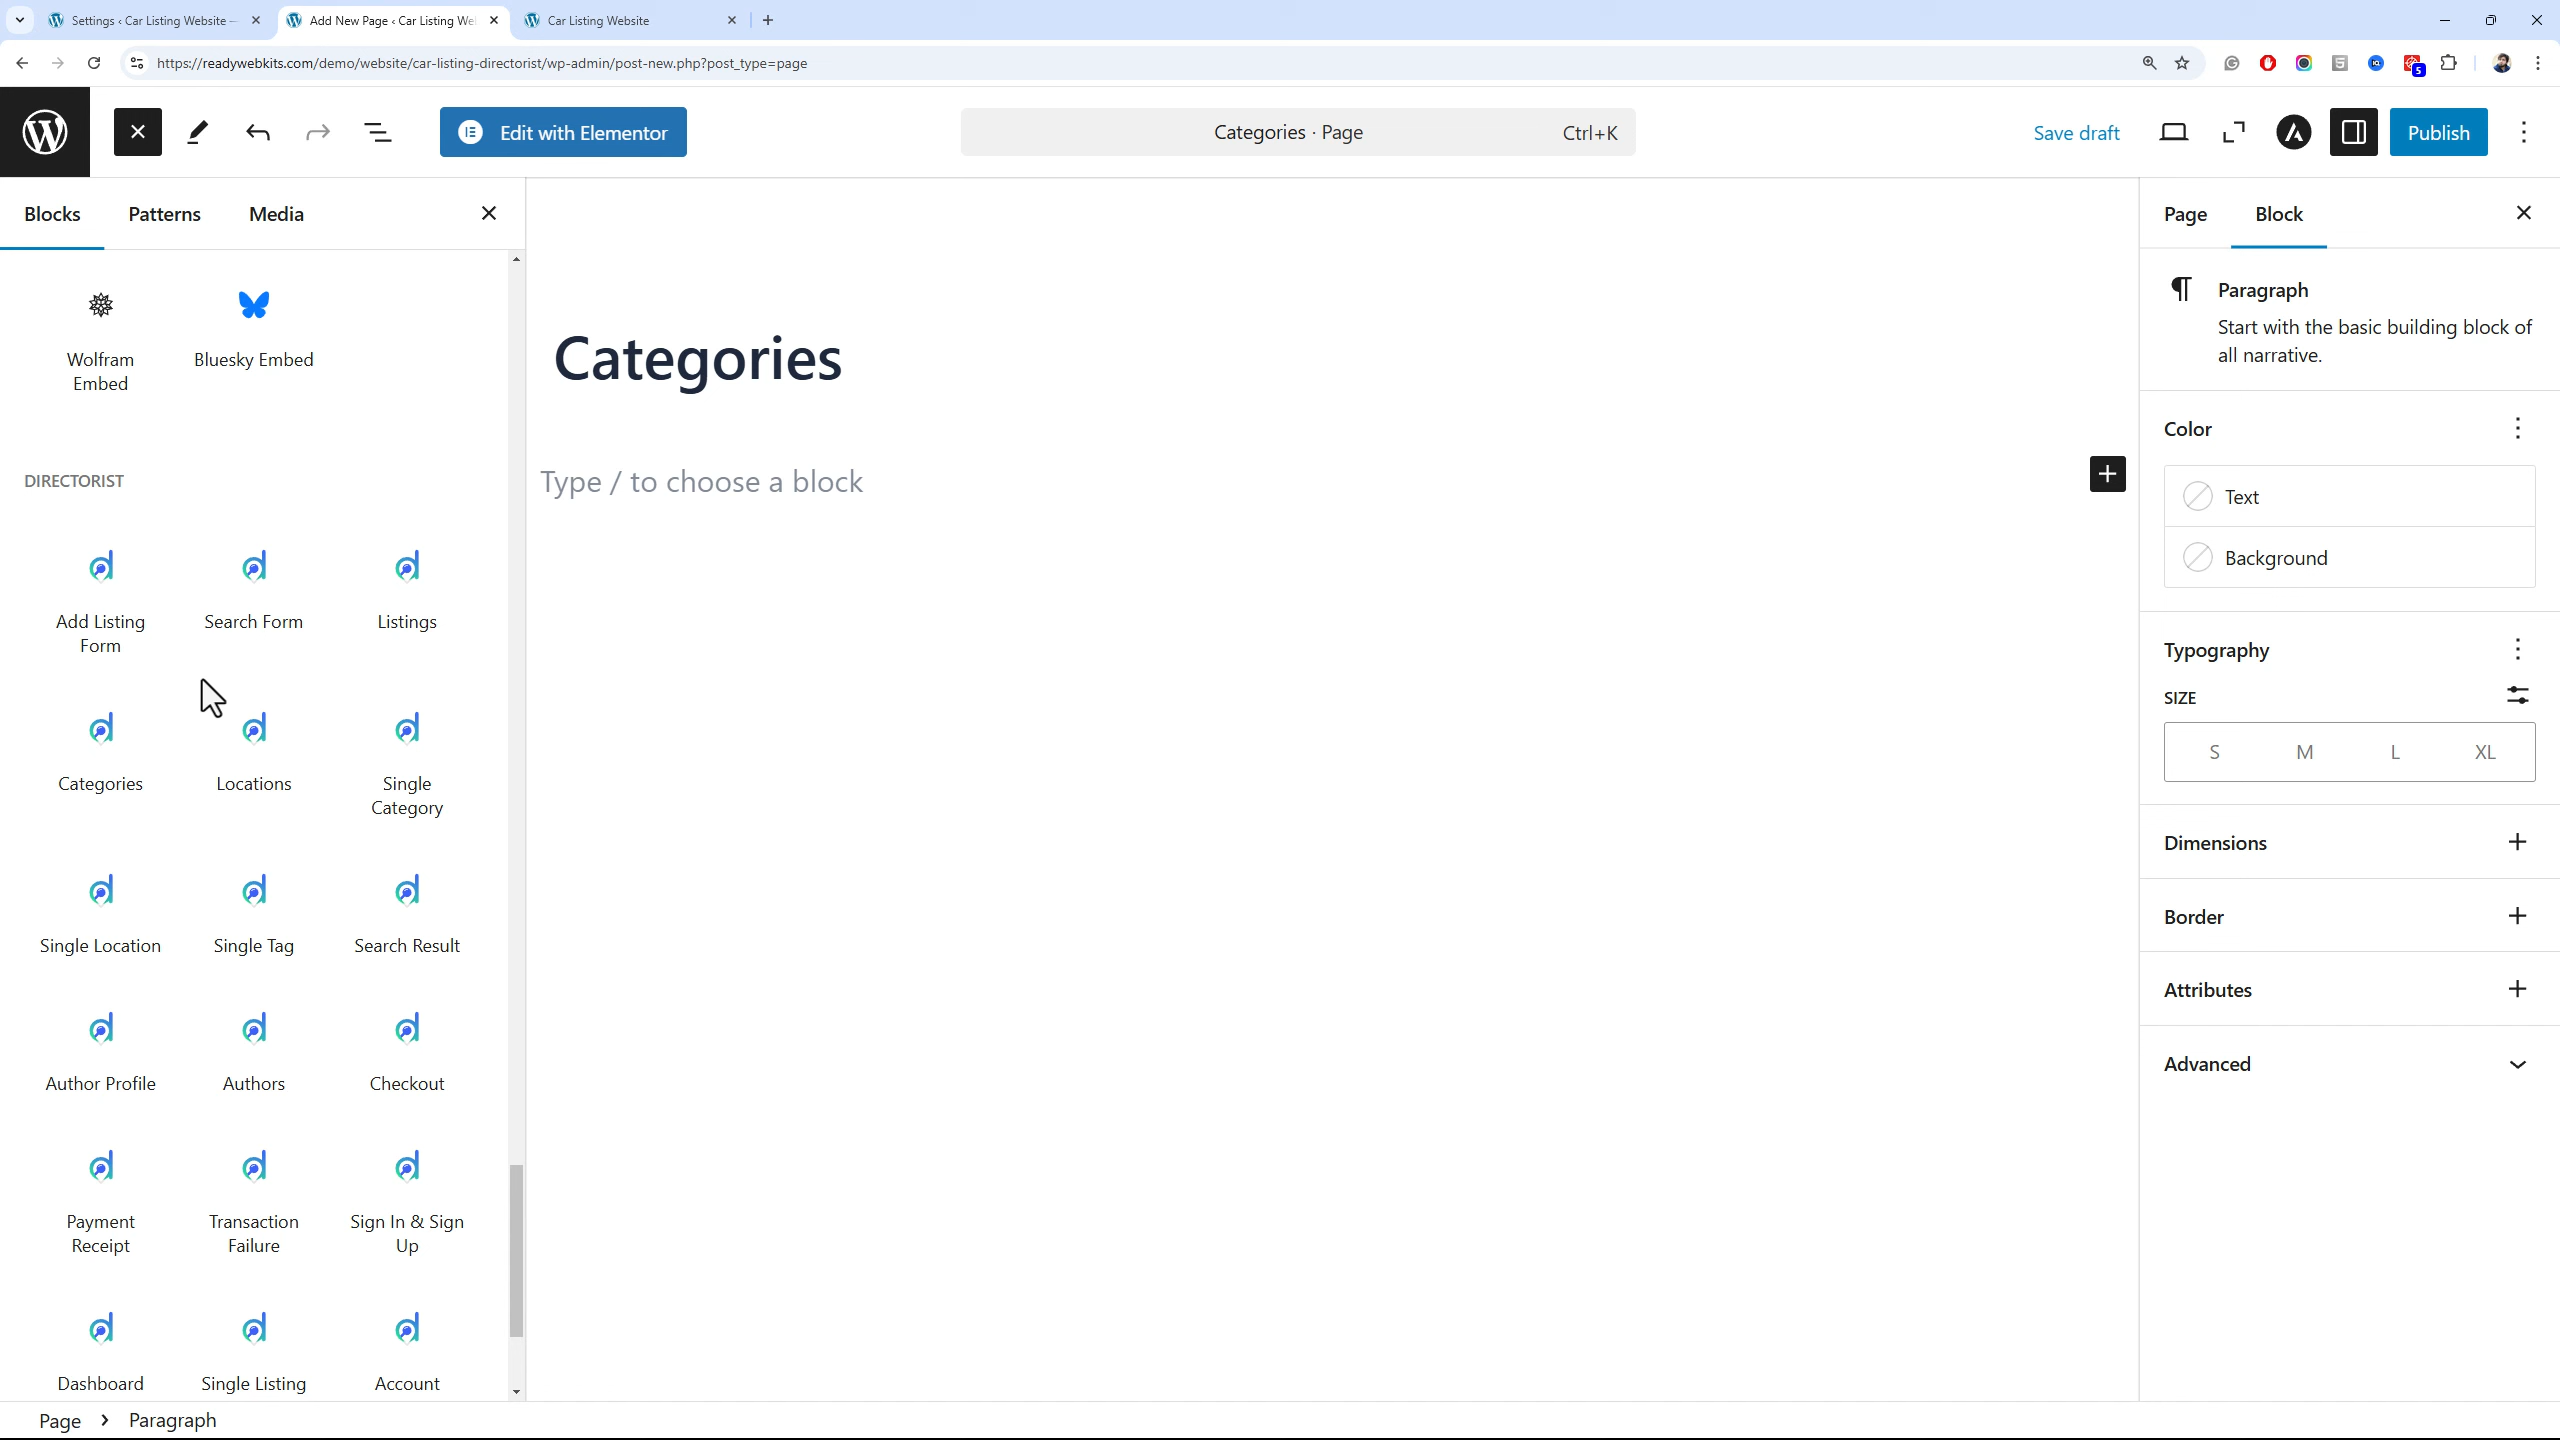 Settings ‹ Car Listing Website –
Add New Page ‹ Car Listing We
Car Listing Website
https://readywebkits.com/demo/website/car-listing-directorist/wp-admin/post-new.php?post_type=page
5
Edit with Elementor
Categories · Page
Ctrl+K
Save draft
Publish
Blocks
Patterns
Media
Page
Block
Wolfram
Embed
Bluesky Embed
DIRECTORIST
Add Listing
Form
Search Form
Listings
Categories
Locations
Single
Category
Single Location
Single Tag
Search Result
Author Profile
Authors
Checkout
Payment
Receipt
Transaction
Failure
Sign In & Sign
Up
Dashboard
Single Listing
Account
Categories
Type / to choose a block
Paragraph
Start with the basic building block of
all narrative.
Color
Text
Background
Typography
SIZE
S M L XL
Dimensions
Border
Attributes
Advanced
Page
Paragraph